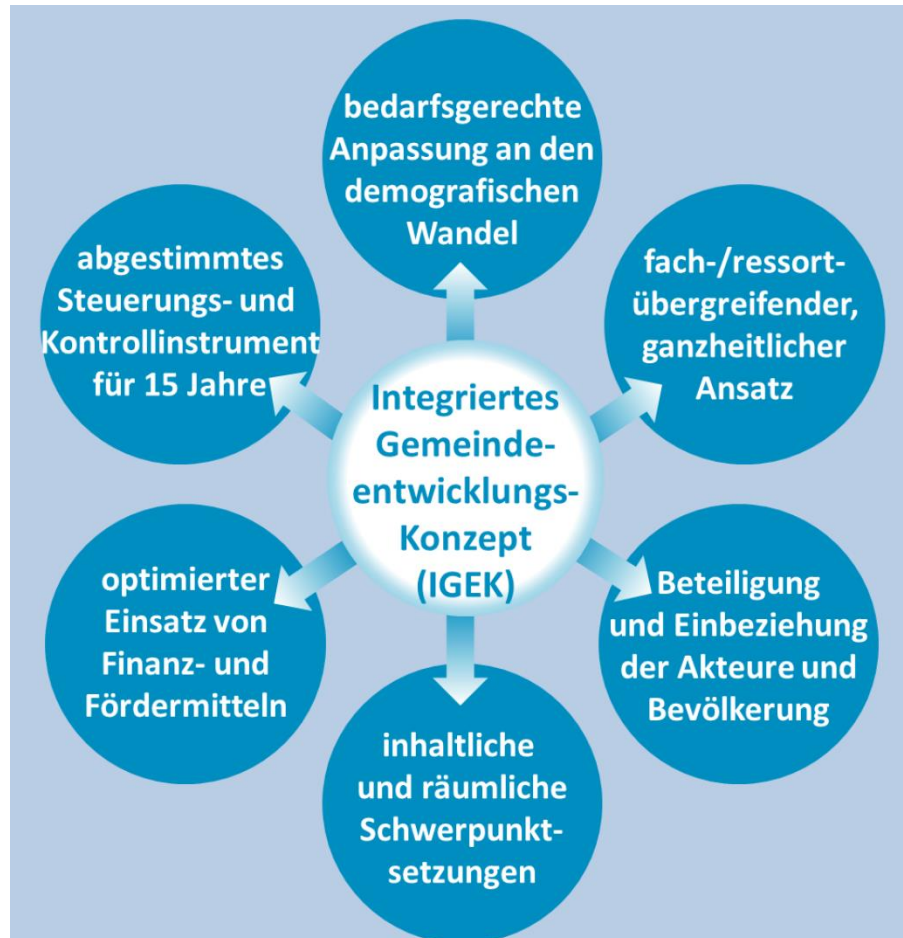 bedarfsgerechte
Anpassung an den
demografischen
Wandel
abgestimmtes
Steuerungs- und
Kontrollinstrument
für 15 Jahre
fach-/ressort-
übergreifender,
ganzheitlicher
Ansatz
Integriertes
Gemeinde-
entwicklungs-
Konzept
(IGEK)
optimierter
Einsatz von
Finanz- und
Fördermitteln
Beteiligung
und Einbeziehung
der Akteure und
Bevölkerung
inhaltliche
und räumliche
Schwerpunkt-
setzungen